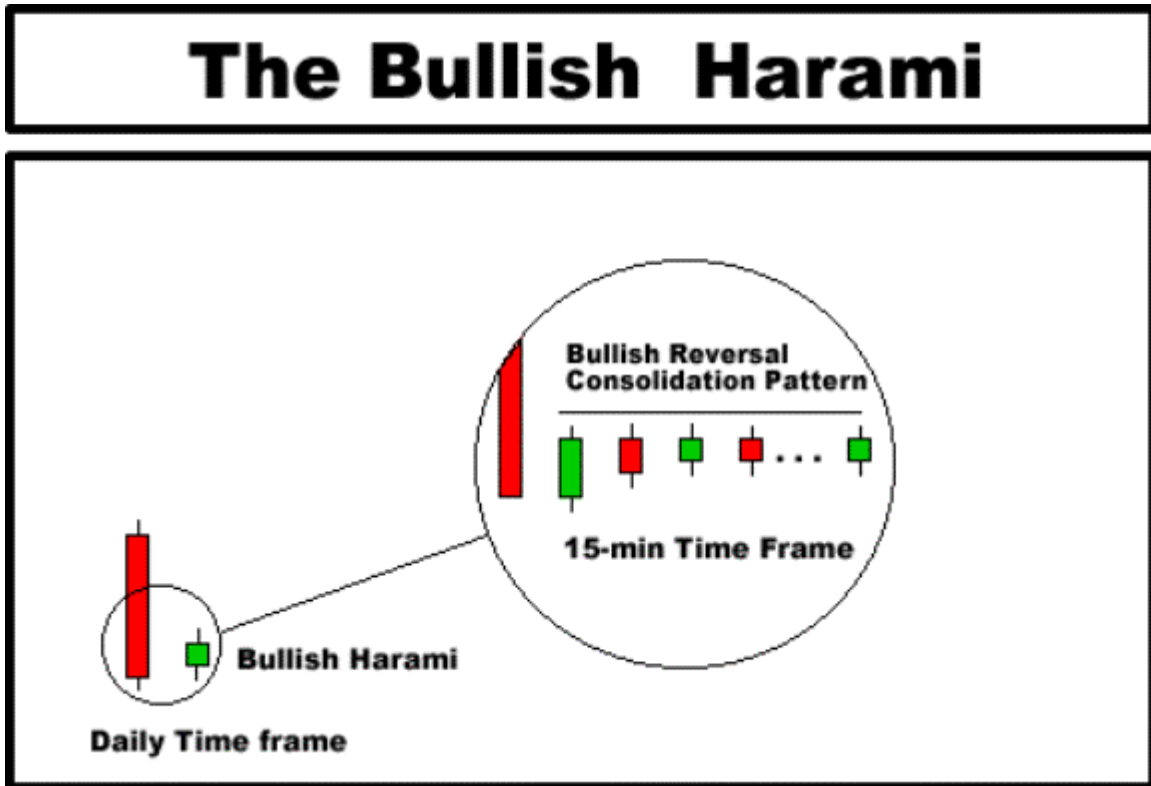 The Bullish Harami
Bullish Reversal
Consolidation Pattern
...
15-min Time Frame
Bullish Harami
Daily Time frame